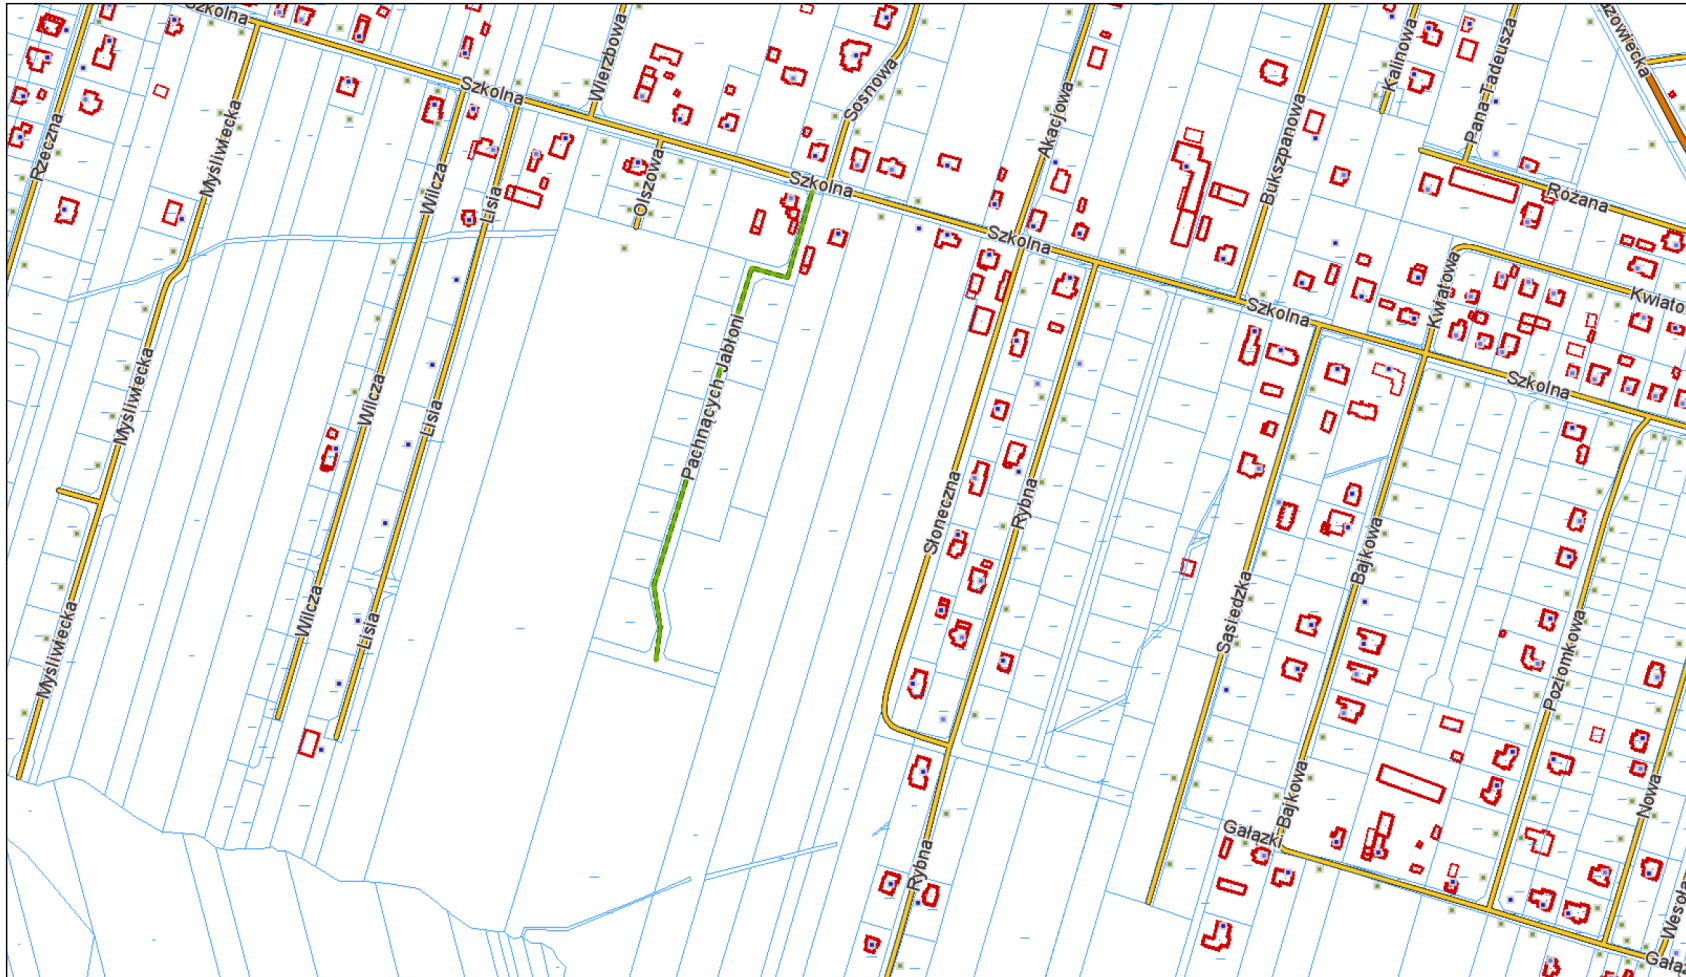 Szkolna
Wierzbowa
Sosnowa
Akacjowa
Bukszpanowa
Kalinowa
Pana-Tadeusza
Rzeczna
Myśliwiecka
Szkolna
Wilcza
Lisia
Olszowa
Szkolna
Różana
Szkolna
Kwiatowa
Szkolna
Pachnących-Jabłoni
Myśliwiecka
Wilcza
Lisia
Szkolna
Słoneczna
Rybna
Bajkowa
Sąsiedzka
Myśliwiecka
Wilcza
Lisia
Poziomkowa
Bajkowa
Nowa
Gałązki
Rybna